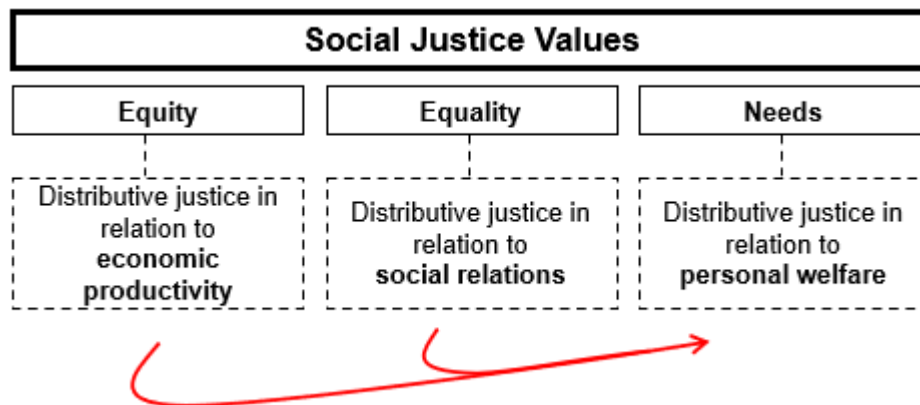 Social Justice Values
Equity
Equality
Needs
Distributive justice in
relation to
economic
productivity
Distributive justice in
relation to
social relations
Distributive justice in
relation to
personal welfare